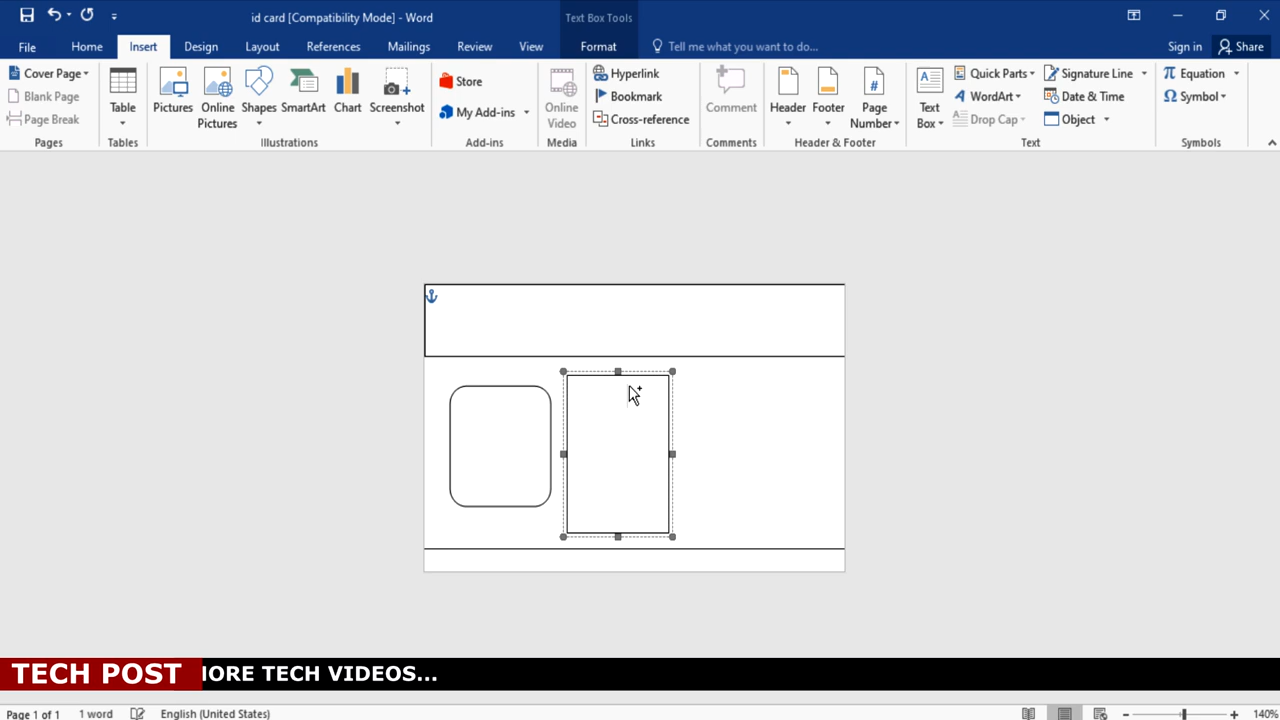 id card [Compatibility Mode] - Word
Text Box Tools
File Home Insert Design Layout References Mailings Review View Format Tell me what you want to do... Sign in Share
Cover Page
Blank Page
Page Break
Pages
Table
Tables
Pictures
Online Pictures
Shapes
SmartArt
Chart
Screenshot
Illustrations
Store
My Add-ins
Add-ins
Online Video
Media
Hyperlink
Bookmark
Cross-reference
Links
Comment
Comments
Header
Footer
Page Number
Header & Footer
Text Box
Quick Parts
WordArt
Drop Cap
Signature Line
Date & Time
Object
Text
Equation
Symbol
Symbols
TECH POST MORE TECH VIDEOS...
Page 1 of 1 1 word English (United States) 140%